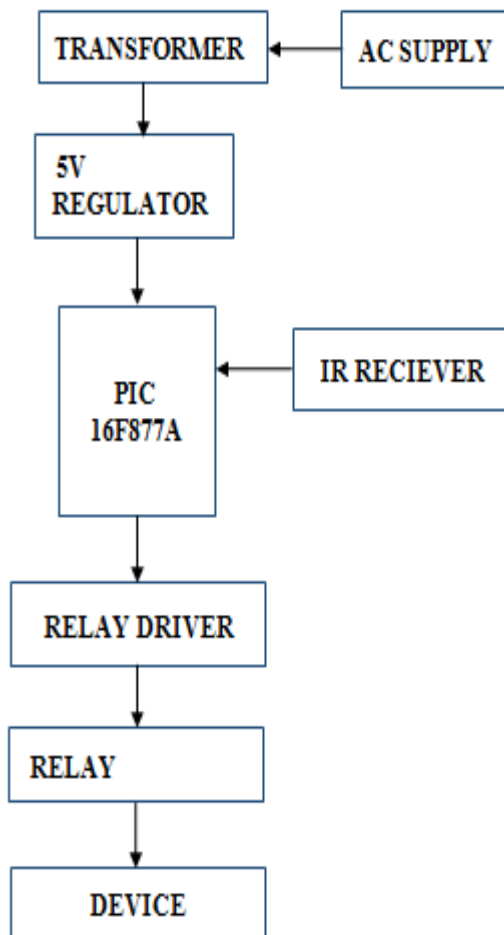 TRANSFORMER
AC SUPPLY
5V
REGULATOR
PIC
16F877A
IR RECIEVER
RELAY DRIVER
RELAY
DEVICE